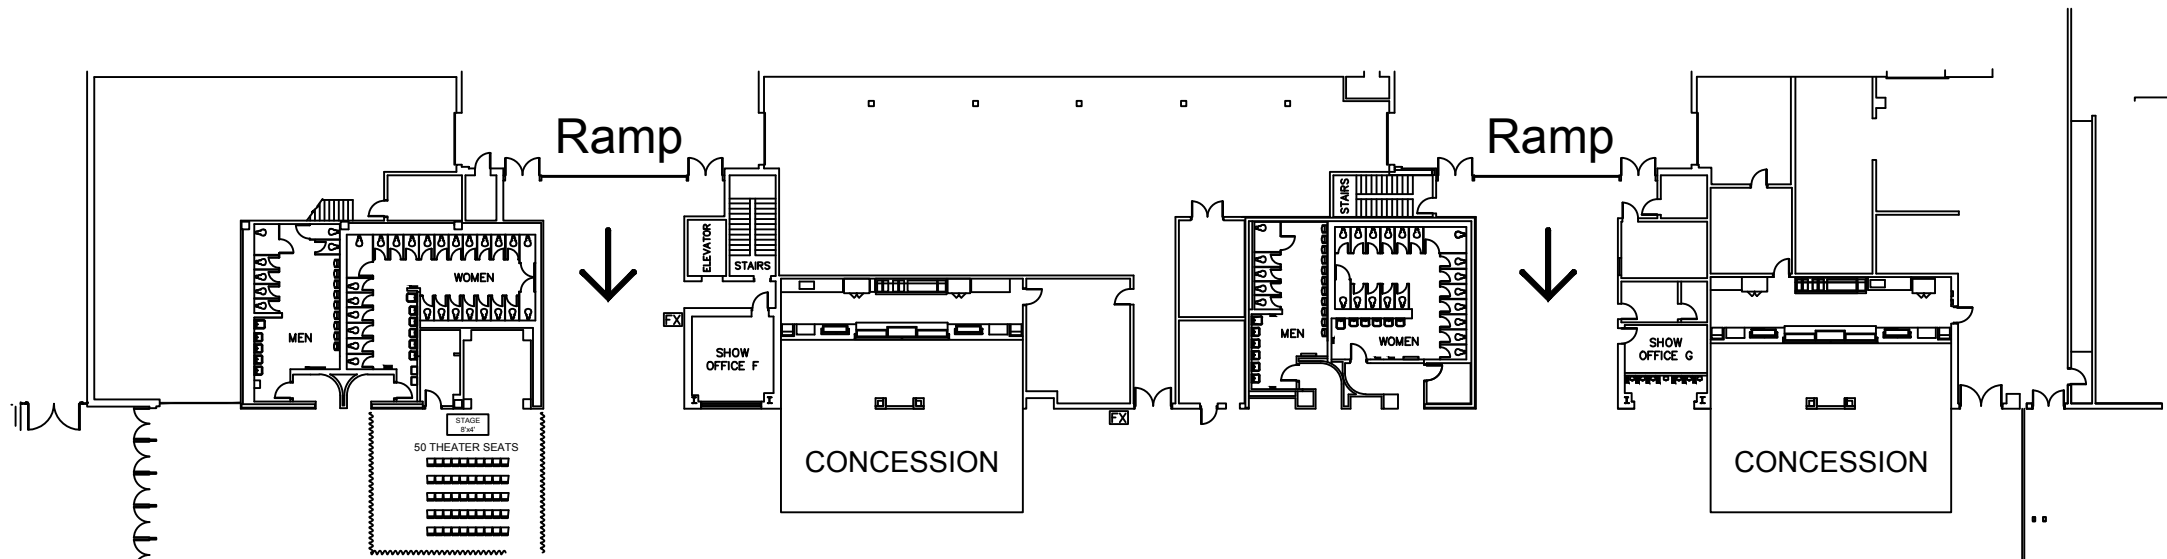 Ramp
Ramp
STAIRS
ELEVATOR
STAIRS
WOMEN
MEN
FX
SHOW
OFFICE F
MEN
WOMEN
SHOW
OFFICE G
FX
STAGE
8'x4'
50 THEATER SEATS
CONCESSION
CONCESSION